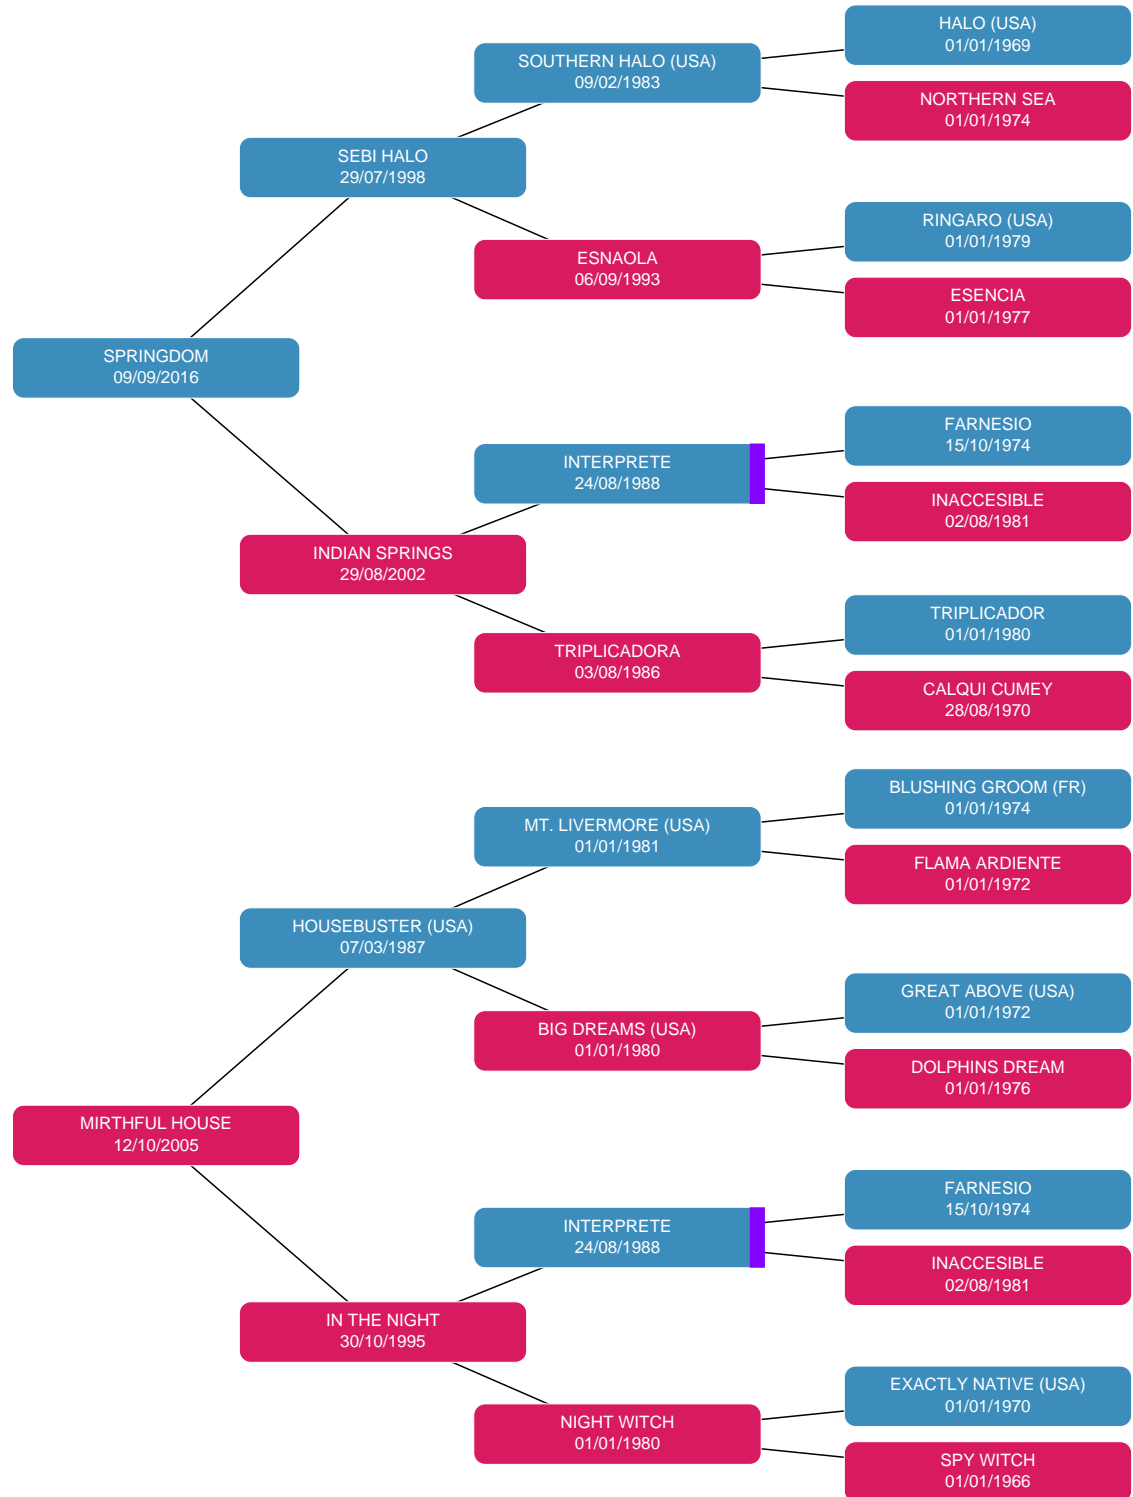 HALO (USA)
01/01/1969
SOUTHERN HALO (USA)
09/02/1983
NORTHERN SEA
01/01/1974
SEBI HALO
29/07/1998
RINGARO (USA)
01/01/1979
ESNAOLA
06/09/1993
ESENCIA
01/01/1977
SPRINGDOM
09/09/2016
FARNESIO
15/10/1974
INTERPRETE
24/08/1988
INACCESIBLE
02/08/1981
INDIAN SPRINGS
29/08/2002
TRIPLICADOR
01/01/1980
TRIPLICADORA
03/08/1986
CALQUI CUMEY
28/08/1970
BLUSHING GROOM (FR)
01/01/1974
MT. LIVERMORE (USA)
01/01/1981
FLAMA ARDIENTE
01/01/1972
HOUSEBUSTER (USA)
07/03/1987
GREAT ABOVE (USA)
01/01/1972
BIG DREAMS (USA)
01/01/1980
DOLPHINS DREAM
01/01/1976
MIRTHFUL HOUSE
12/10/2005
FARNESIO
15/10/1974
INTERPRETE
24/08/1988
INACCESIBLE
02/08/1981
IN THE NIGHT
30/10/1995
EXACTLY NATIVE (USA)
01/01/1970
NIGHT WITCH
01/01/1980
SPY WITCH
01/01/1966